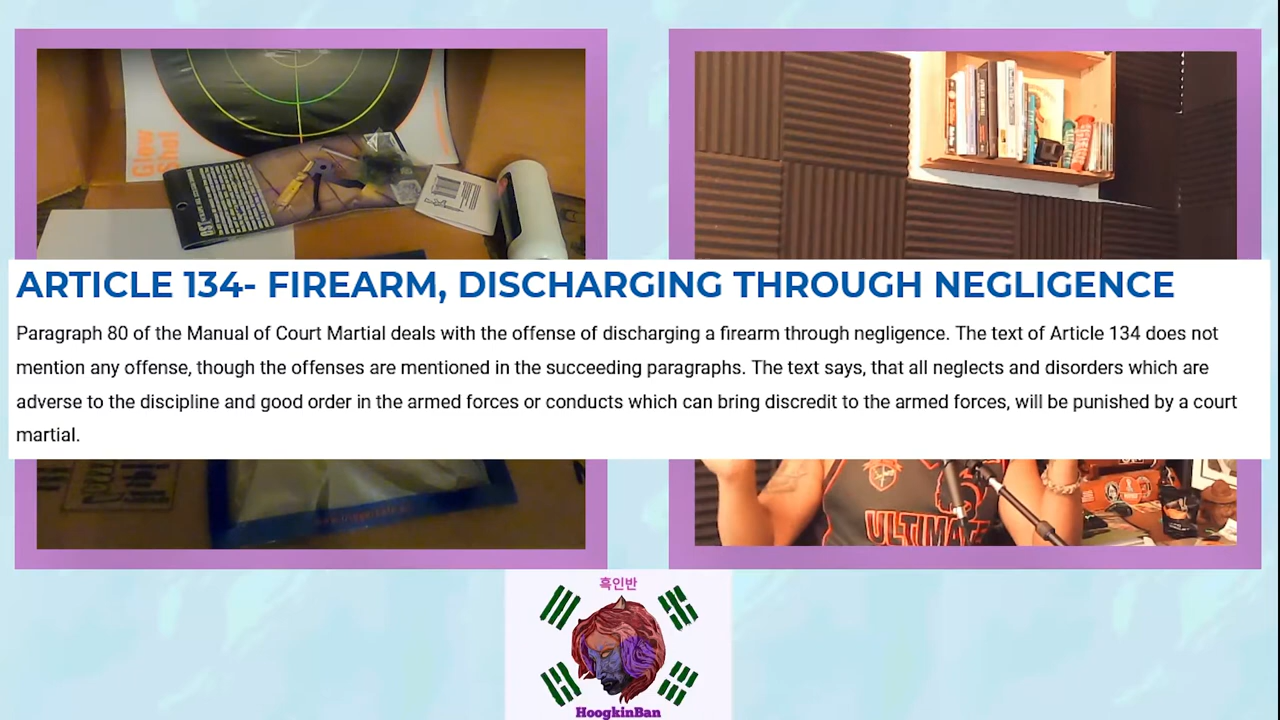 Glow
Shot
GST
ARTICLE 134- FIREARM, DISCHARGING THROUGH NEGLIGENCE
Paragraph 80 of the Manual of Court Martial deals with the offense of discharging a firearm through negligence. The text of Article 134 does not
mention any offense, though the offenses are mentioned in the succeeding paragraphs. The text says, that all neglects and disorders which are
adverse to the discipline and good order in the armed forces or conducts which can bring discredit to the armed forces, will be punished by a court
martial.
ULTIMATE
흑인반
HoogkinBan